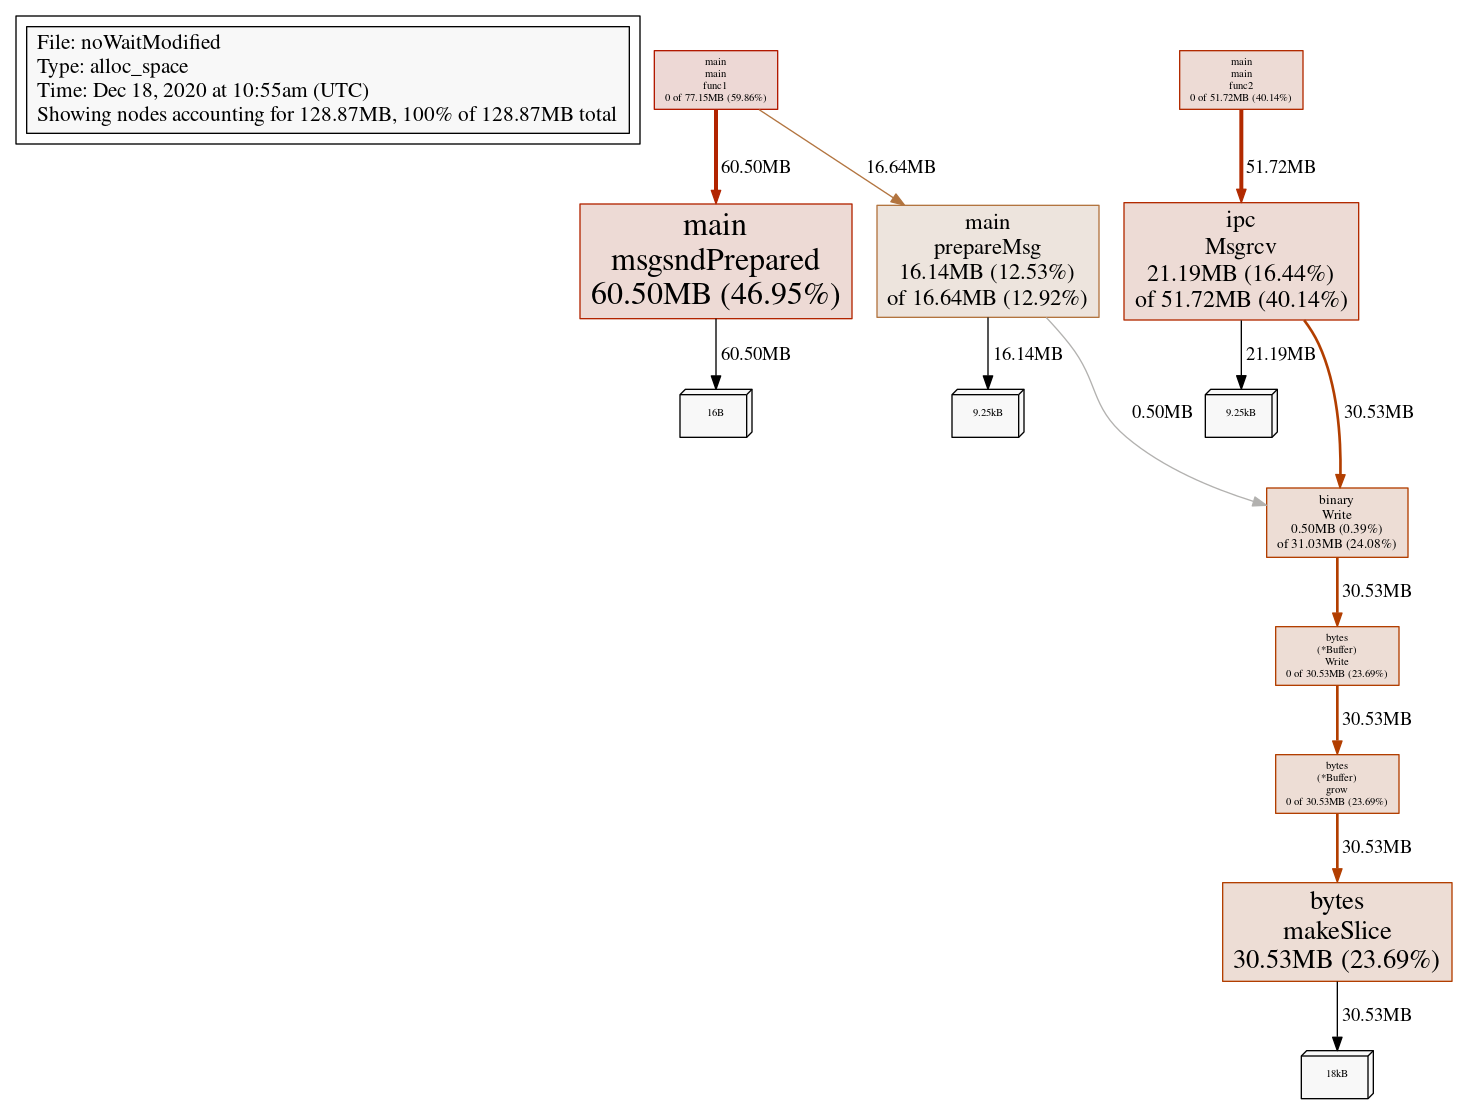 File: noWaitModified
Type: alloc_space
Time: Dec 18, 2020 at 10:55am (UTC)
Showing nodes accounting for 128.87MB, 100% of 128.87MB total
main
main
func1
0 of 77.15MB (59.86%)
main
main
func2
0 of 51.72MB (40.14%)
60.50MB
16.64MB
51.72MB
main
msgsndPrepared
60.50MB (46.95%)
main
prepareMsg
16.14MB (12.53%)
of 16.64MB (12.92%)
ipc
Msgrcv
21.19MB (16.44%)
of 51.72MB (40.14%)
60.50MB
16.14MB
21.19MB
16B
9.25kB
0.50MB
9.25kB
30.53MB
binary
Write
0.50MB (0.39%)
of 31.03MB (24.08%)
30.53MB
bytes
(*Buffer)
Write
0 of 30.53MB (23.69%)
30.53MB
bytes
(*Buffer)
grow
0 of 30.53MB (23.69%)
30.53MB
bytes
makeSlice
30.53MB (23.69%)
30.53MB
18kB